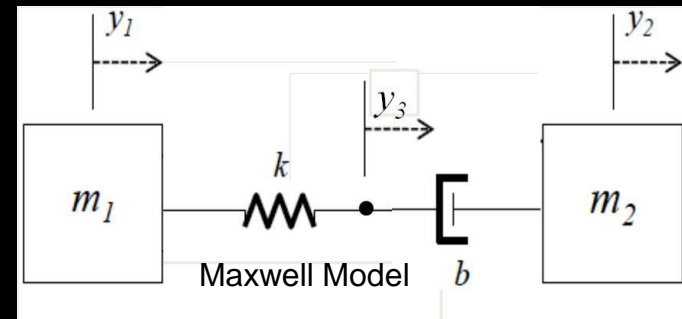 y₁ y₂
y₃
k
m₁ m₂
Maxwell Model b